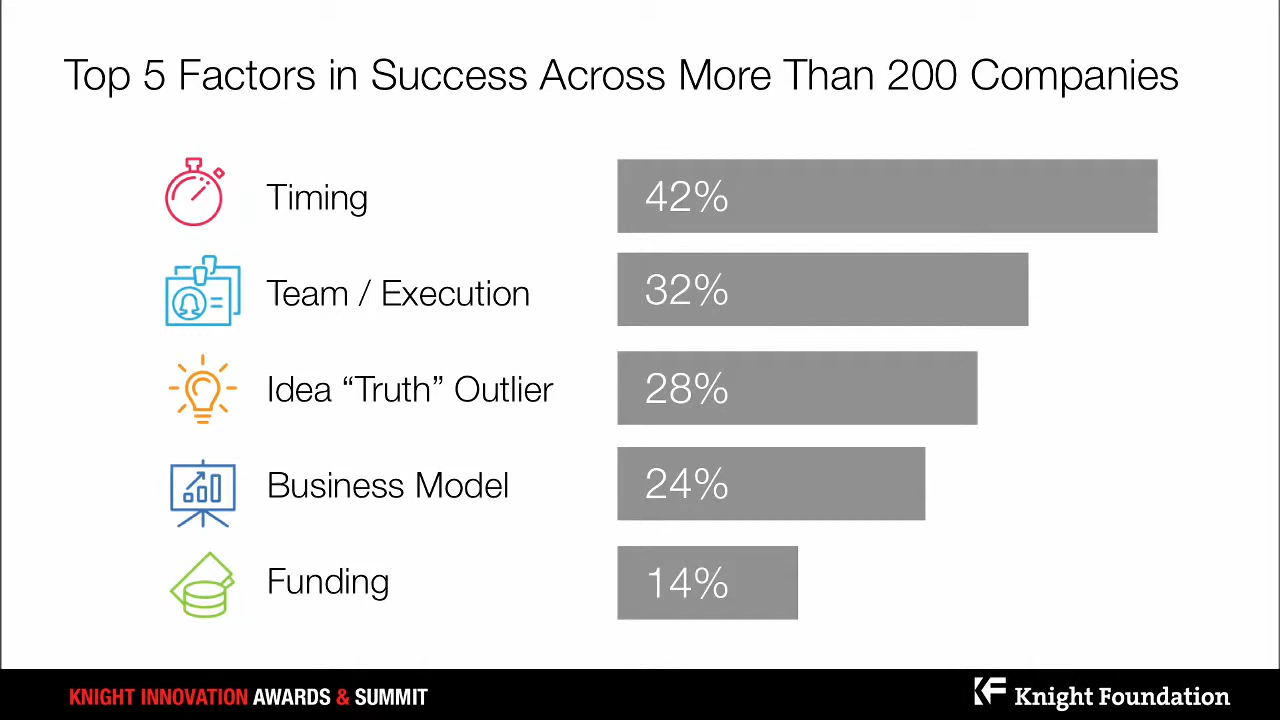 Top 5 Factors in Success Across More Than 200 Companies
Timing 42%
Team / Execution 32%
Idea “Truth” Outlier 28%
Business Model 24%
Funding 14%
KNIGHT INNOVATION AWARDS & SUMMIT
KF Knight Foundation